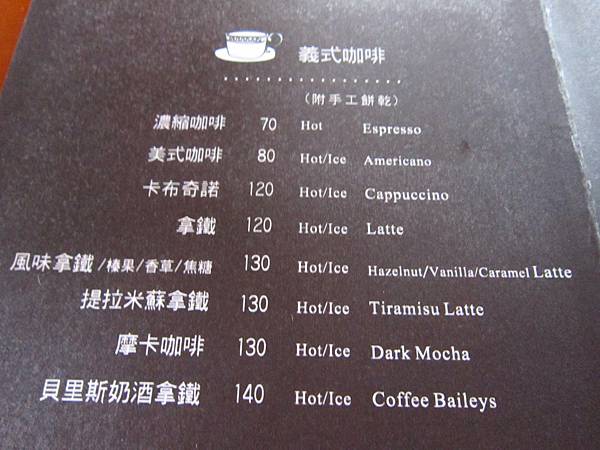 義式咖啡
(附手工餅乾)
濃縮咖啡 70 Hot Espresso
美式咖啡 80 Hot/Ice Americano
卡布奇諾 120 Hot/Ice Cappuccino
拿鐵 120 Hot/Ice Latte
風味拿鐵/榛果/香草/焦糖 130 Hot/Ice Hazelnut/Vanilla/Caramel Latte
提拉米蘇拿鐵 130 Hot/Ice Tiramisu Latte
摩卡咖啡 130 Hot/Ice Dark Mocha
貝里斯奶酒拿鐵 140 Hot/Ice Coffee Baileys